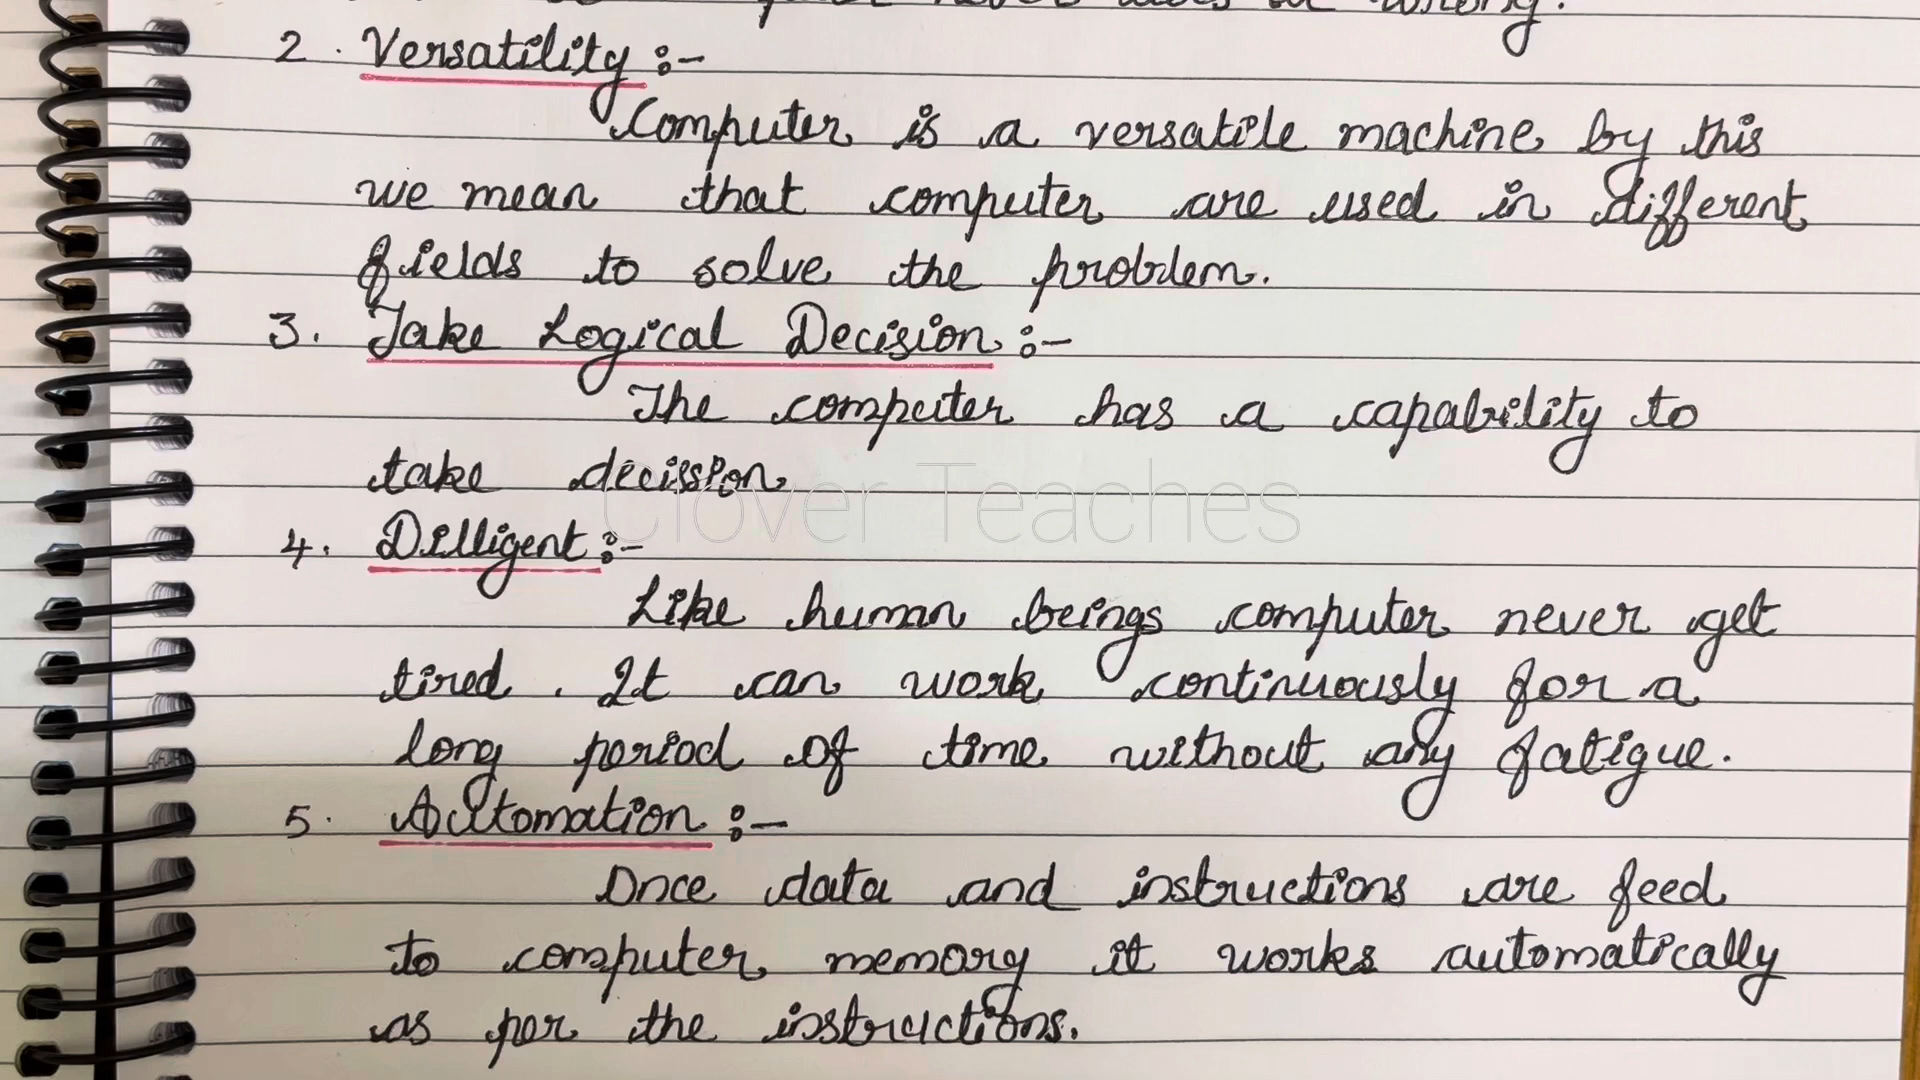 wrong.
2. Versatility :-
Computer is a versatile machine by this
we mean that computer are used in different
fields to solve the problem.
3. Take Logical Decision :-
The computer has a capability to
take decission
Clover Teaches
4. Dilligent :-
Like human beings computer never get
tired. It can work continuously for a
long period of time without any fatigue.
5. Automation :-
Once data and instructions are feed
to computer memory it works automatically
as per the instructions.